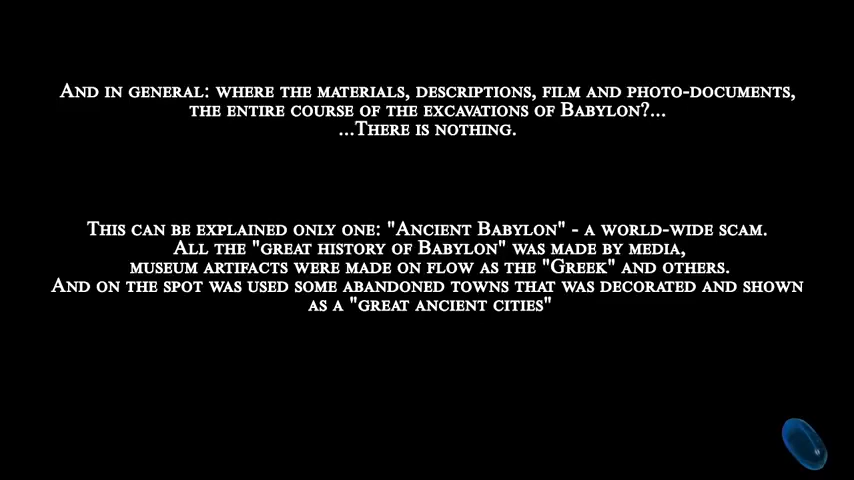 And in general: where the materials, descriptions, film and photo-documents,
the entire course of the excavations of Babylon?...
...There is nothing.
This can be explained only one: "Ancient Babylon" - a world-wide scam.
All the "great history of Babylon" was made by media,
museum artifacts were made on flow as the "Greek" and others.
And on the spot was used some abandoned towns that was decorated and shown
as a "great ancient cities"